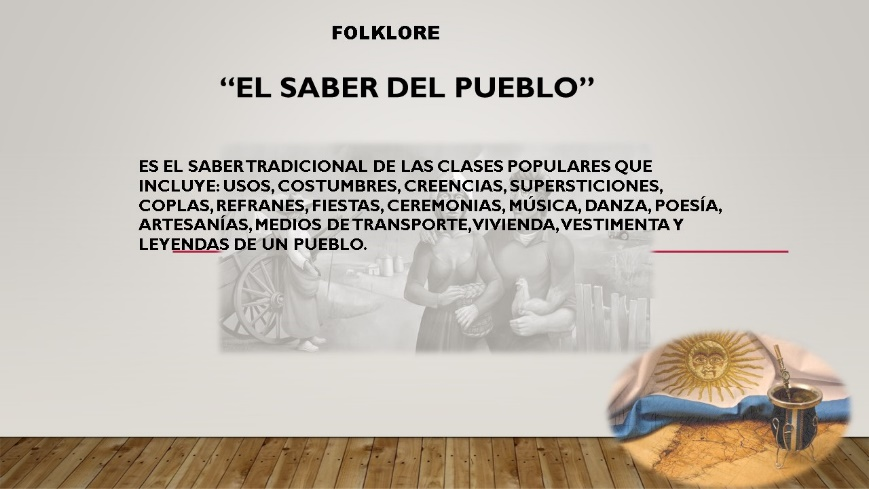 FOLKLORE
“EL SABER DEL PUEBLO”
ES EL SABER TRADICIONAL DE LAS CLASES POPULARES QUE
INCLUYE: USOS, COSTUMBRES, CREENCIAS, SUPERSTICIONES,
COPLAS, REFRANES, FIESTAS, CEREMONIAS, MÚSICA, DANZA, POESÍA,
ARTESANÍAS, MEDIOS DE TRANSPORTE, VIVIENDA, VESTIMENTA Y
LEYENDAS DE UN PUEBLO.